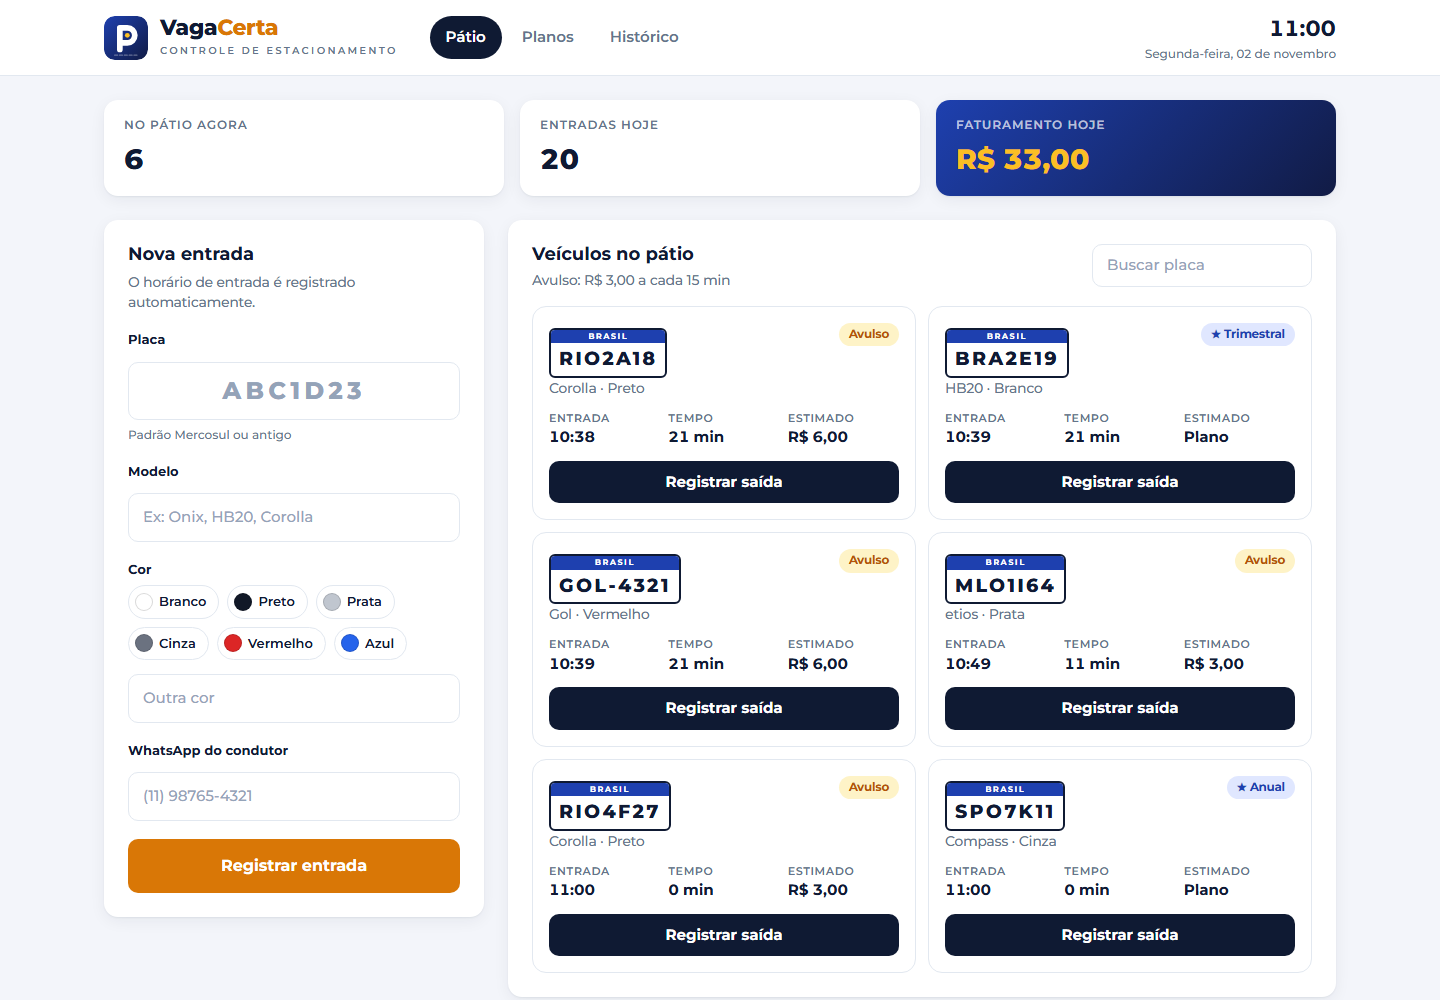 VagaCerta
CONTROLE DE ESTACIONAMENTO
Pátio
Planos
Histórico
11:00
Segunda-feira, 02 de novembro
NO PÁTIO AGORA
6
ENTRADAS HOJE
20
FATURAMENTO HOJE
R$ 33,00
Nova entrada
O horário de entrada é registrado
automaticamente.
Placa
ABC1D23
Padrão Mercosul ou antigo
Modelo
Ex: Onix, HB20, Corolla
Cor
Branco
Preto
Prata
Cinza
Vermelho
Azul
Outra cor
WhatsApp do condutor
(11) 98765-4321
Registrar entrada
Veículos no pátio
Avulso: R$ 3,00 a cada 15 min
Buscar placa
BRASIL
RIO2A18
Avulso
Corolla · Preto
ENTRADA TEMPO ESTIMADO
10:38 21 min R$ 6,00
Registrar saída
BRASIL
BRA2E19
★ Trimestral
HB20 · Branco
ENTRADA TEMPO ESTIMADO
10:39 21 min Plano
Registrar saída
BRASIL
GOL-4321
Avulso
Gol · Vermelho
ENTRADA TEMPO ESTIMADO
10:39 21 min R$ 6,00
Registrar saída
BRASIL
MLO1I64
Avulso
etios · Prata
ENTRADA TEMPO ESTIMADO
10:49 11 min R$ 3,00
Registrar saída
BRASIL
RIO4F27
Avulso
Corolla · Preto
ENTRADA TEMPO ESTIMADO
11:00 0 min R$ 3,00
Registrar saída
BRASIL
SPO7K11
★ Anual
Compass · Cinza
ENTRADA TEMPO ESTIMADO
11:00 0 min Plano
Registrar saída